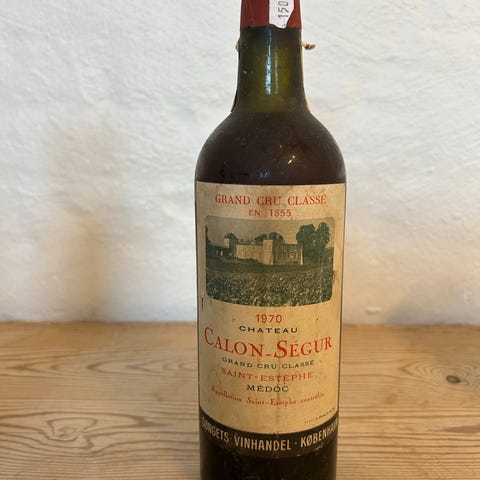 150
GRAND CRU CLASSÉ
EN 1855
1970
CHATEAU
CALON-SÉGUR
GRAND CRU CLASSÉ
SAINT-ESTÈPHE
MÉDOC
Appellation Saint-Estèphe contrôlée
VINHANDEL · KØBENHAVN